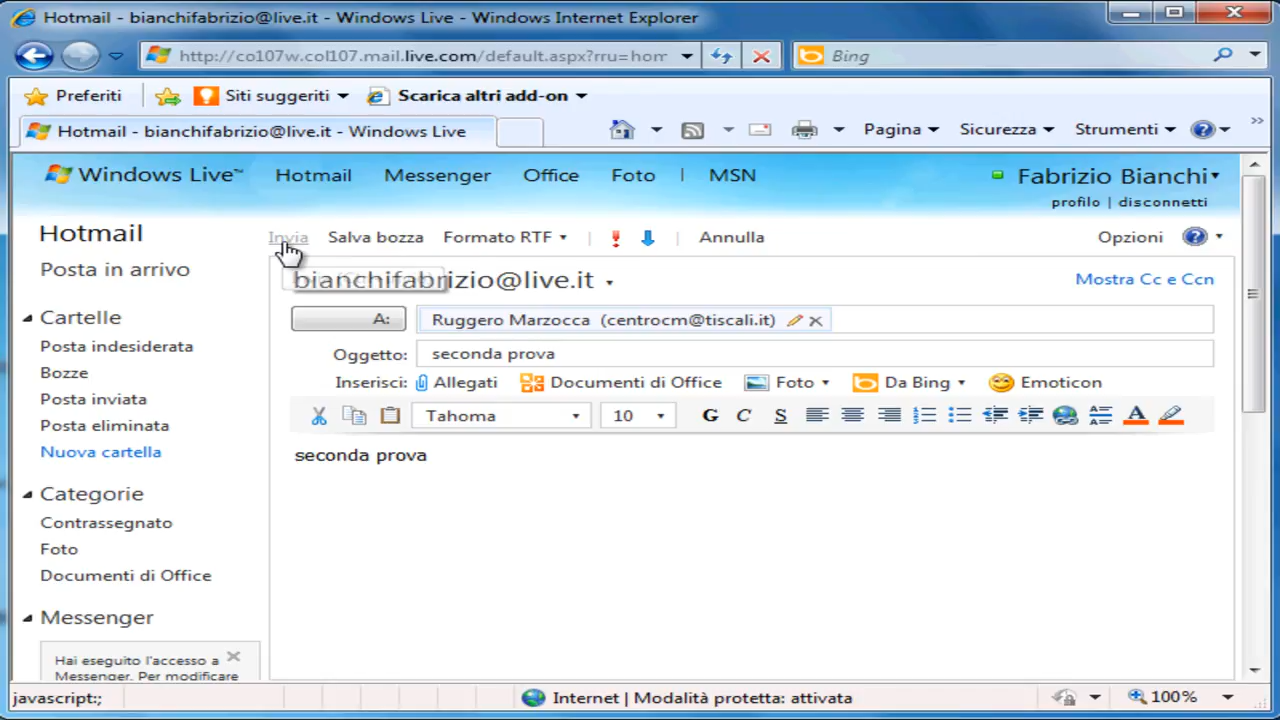 Hotmail - bianchifabrizio@live.it - Windows Live - Windows Internet Explorer
http://co107w.col107.mail.live.com/default.aspx?rru=hom
Bing
Preferiti Siti suggeriti Scarica altri add-on
Hotmail - bianchifabrizio@live.it - Windows Live
Pagina Sicurezza Strumenti
Windows Live™ Hotmail Messenger Office Foto | MSN Fabrizio Bianchi
profilo | disconnetti
Hotmail
Invia Salva bozza Formato RTF Annulla Opzioni
Posta in arrivo
bianchifabrizio@live.it
Mostra Cc e Ccn
Cartelle
A: Ruggero Marzocca (centrocm@tiscali.it)
Posta indesiderata
Oggetto: seconda prova
Bozze
Inserisci: Allegati Documenti di Office Foto Da Bing Emoticon
Posta inviata
Tahoma 10 G C S A
Posta eliminata
Nuova cartella
seconda prova
Categorie
Contrassegnato
Foto
Documenti di Office
Messenger
Hai eseguito l'accesso a
Messenger. Per modificare
javascript:; Internet | Modalità protetta: attivata 100%